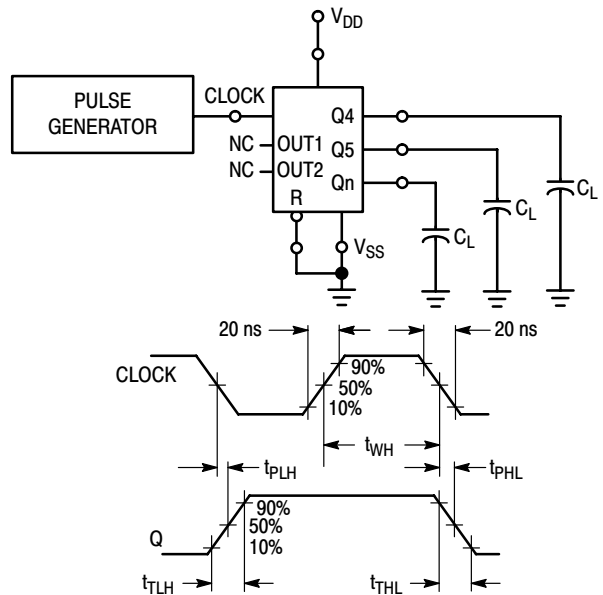 V_DD
PULSE
GENERATOR
CLOCK
Q4
NC
OUT1
Q5
NC
OUT2
Qn
R
C_L
C_L
C_L
V_SS
20 ns
20 ns
CLOCK
90%
50%
10%
t_WH
t_PLH
t_PHL
Q
90%
50%
10%
t_TLH
t_THL